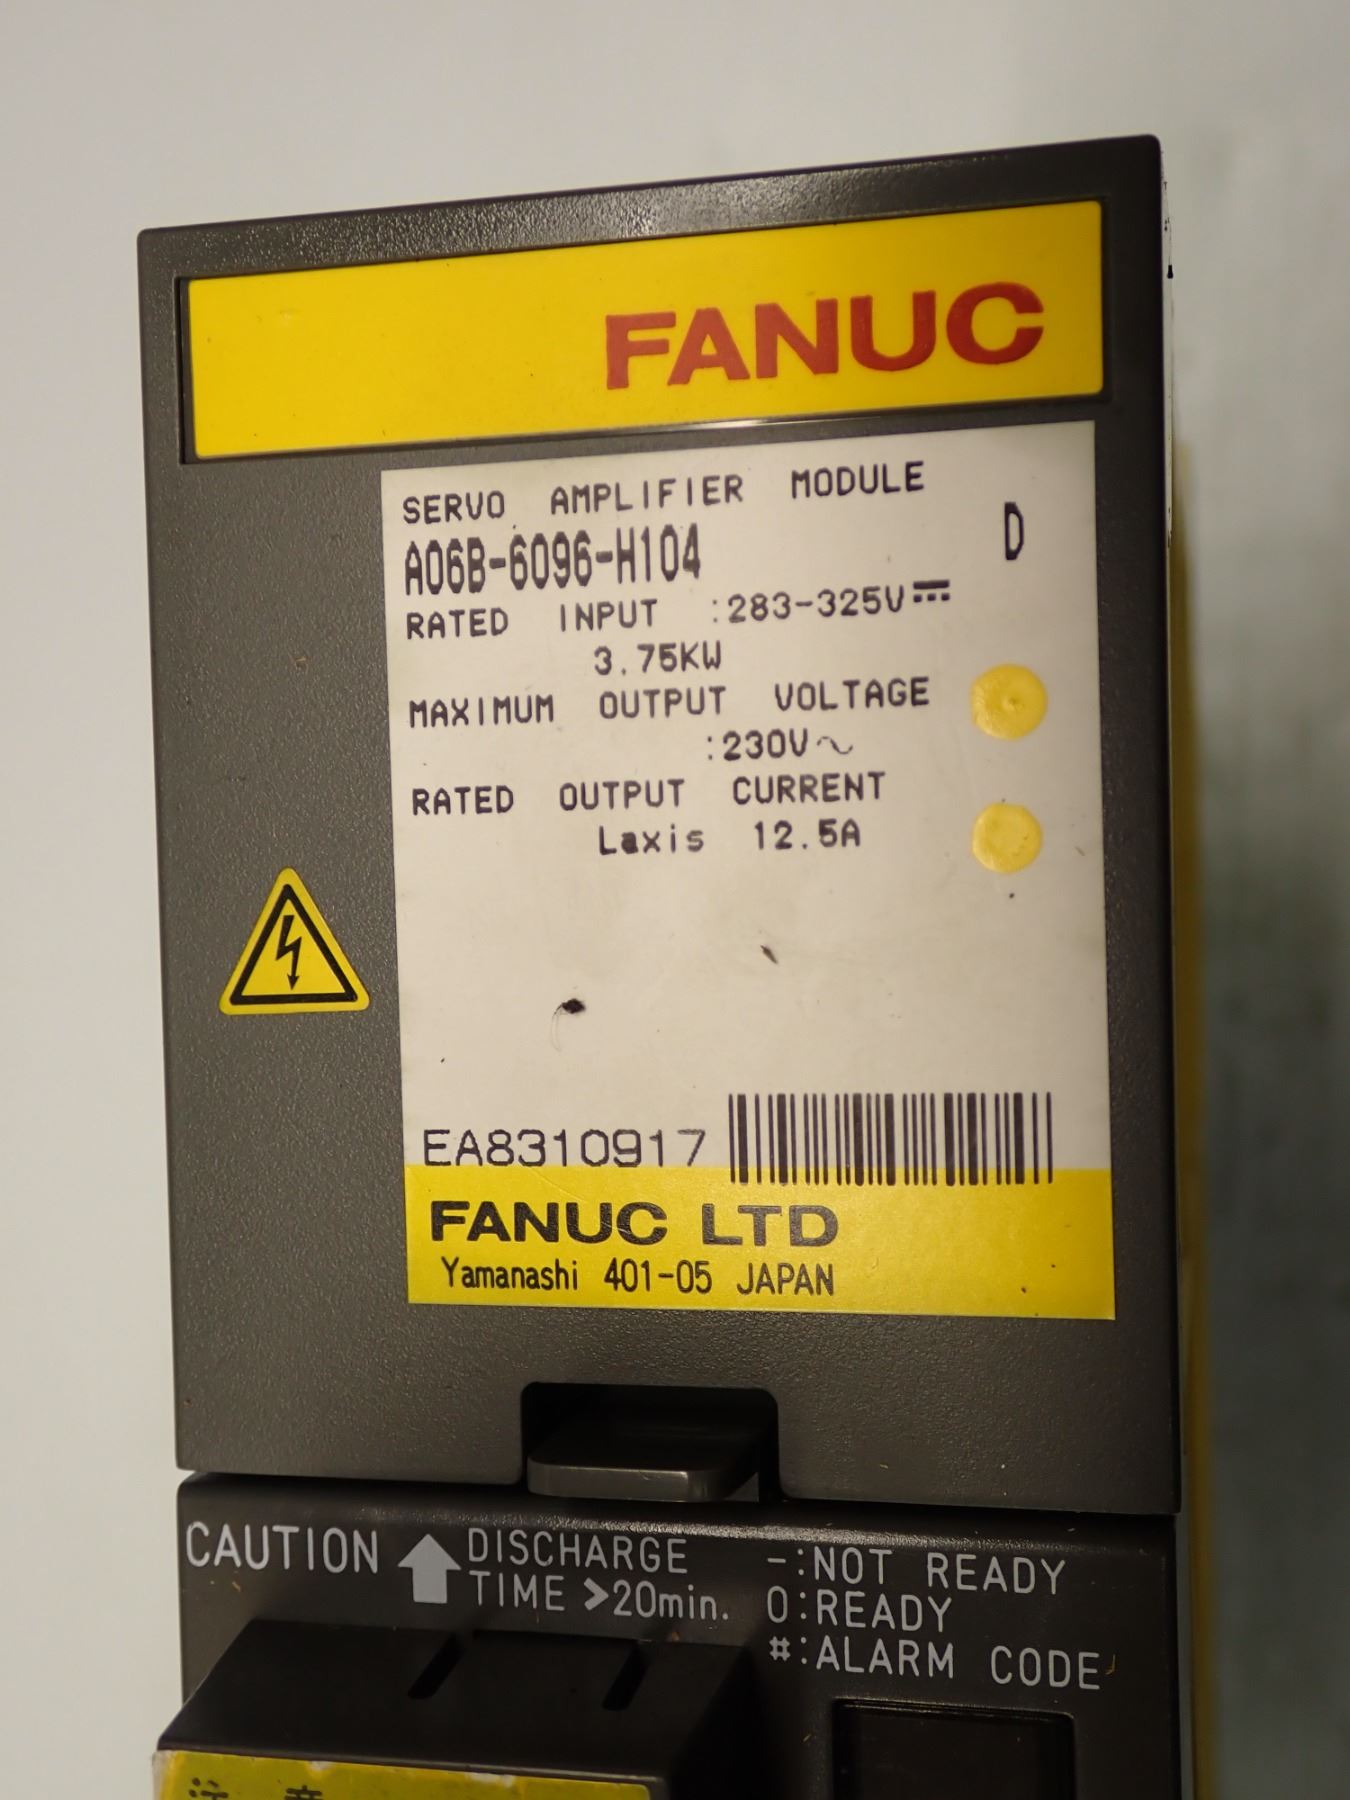 FANUC
SERVO AMPLIFIER MODULE
A06B-6096-H104 D
RATED INPUT :283-325V⎓
3.75KW
MAXIMUM OUTPUT VOLTAGE
:230V∿
RATED OUTPUT CURRENT
Laxis 12.5A
EA8310917
FANUC LTD
Yamanashi 401-05 JAPAN
CAUTION ⬆ DISCHARGE
TIME >20min.
-:NOT READY
0:READY
#:ALARM CODE
注 意